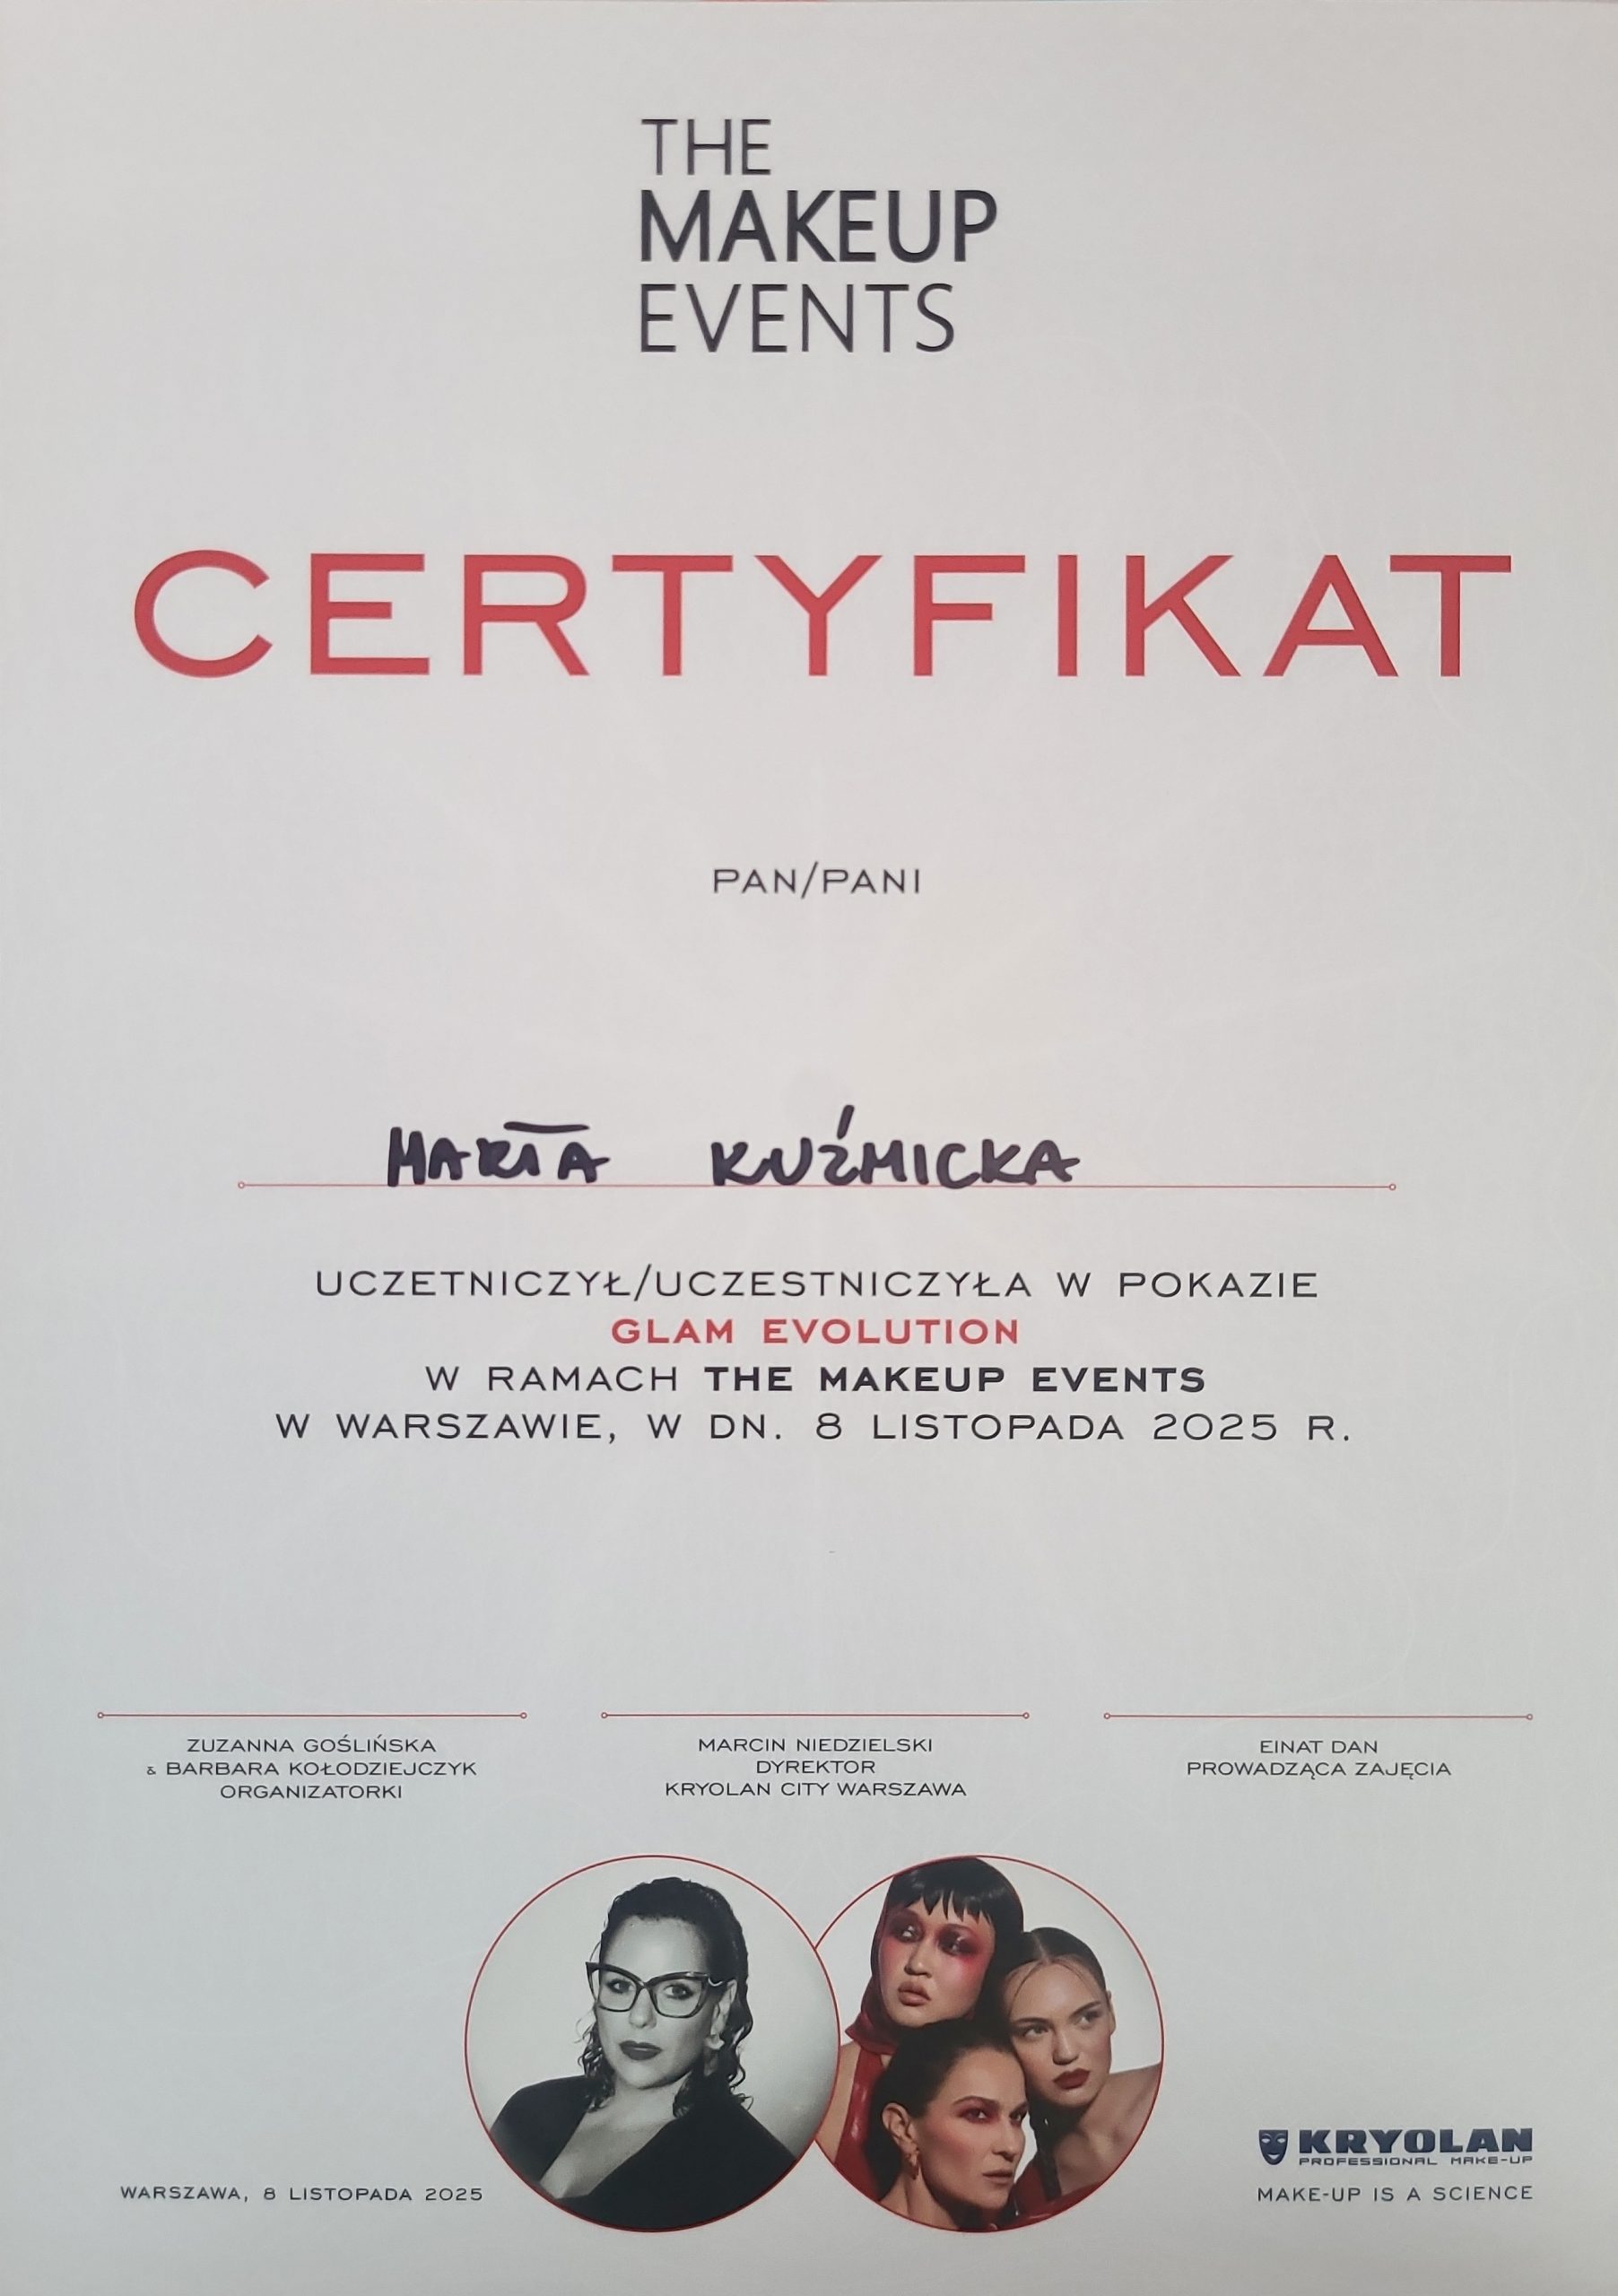 THE
MAKEUP
EVENTS
CERTYFIKAT
PAN/PANI
MARTA KUŹMICKA
UCZETNICZYŁ/UCZESTNICZYŁA W POKAZIE
GLAM EVOLUTION
W RAMACH THE MAKEUP EVENTS
W WARSZAWIE, W DN. 8 LISTOPADA 2025 R.
ZUZANNA GOŚLIŃSKA
& BARBARA KOŁODZIEJCZYK
ORGANIZATORKI
MARCIN NIEDZIELSKI
DYREKTOR
KRYOLAN CITY WARSZAWA
EINAT DAN
PROWADZĄCA ZAJĘCIA
WARSZAWA, 8 LISTOPADA 2025
KRYOLAN
PROFESSIONAL MAKE-UP
MAKE-UP IS A SCIENCE